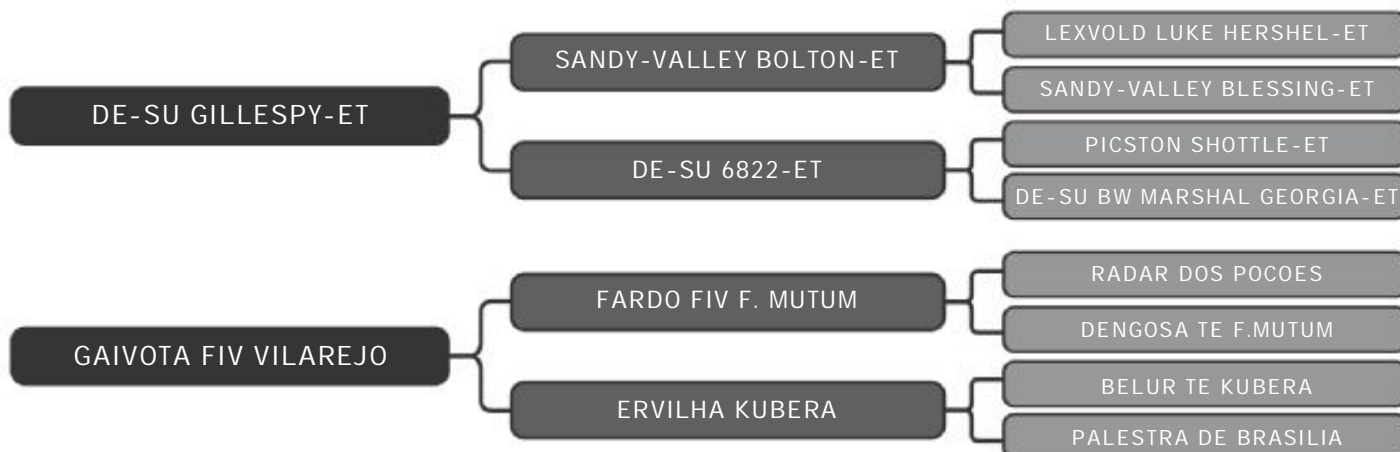 DE-SU GILLESPY-ET
SANDY-VALLEY BOLTON-ET
LEXVOLD LUKE HERSHEL-ET
SANDY-VALLEY BLESSING-ET
DE-SU 6822-ET
PICSTON SHOTTLE-ET
DE-SU BW MARSHAL GEORGIA-ET
GAIVOTA FIV VILAREJO
FARDO FIV F. MUTUM
RADAR DOS POCOES
DENGOSA TE F.MUTUM
ERVILHA KUBERA
BELUR TE KUBERA
PALESTRA DE BRASILIA